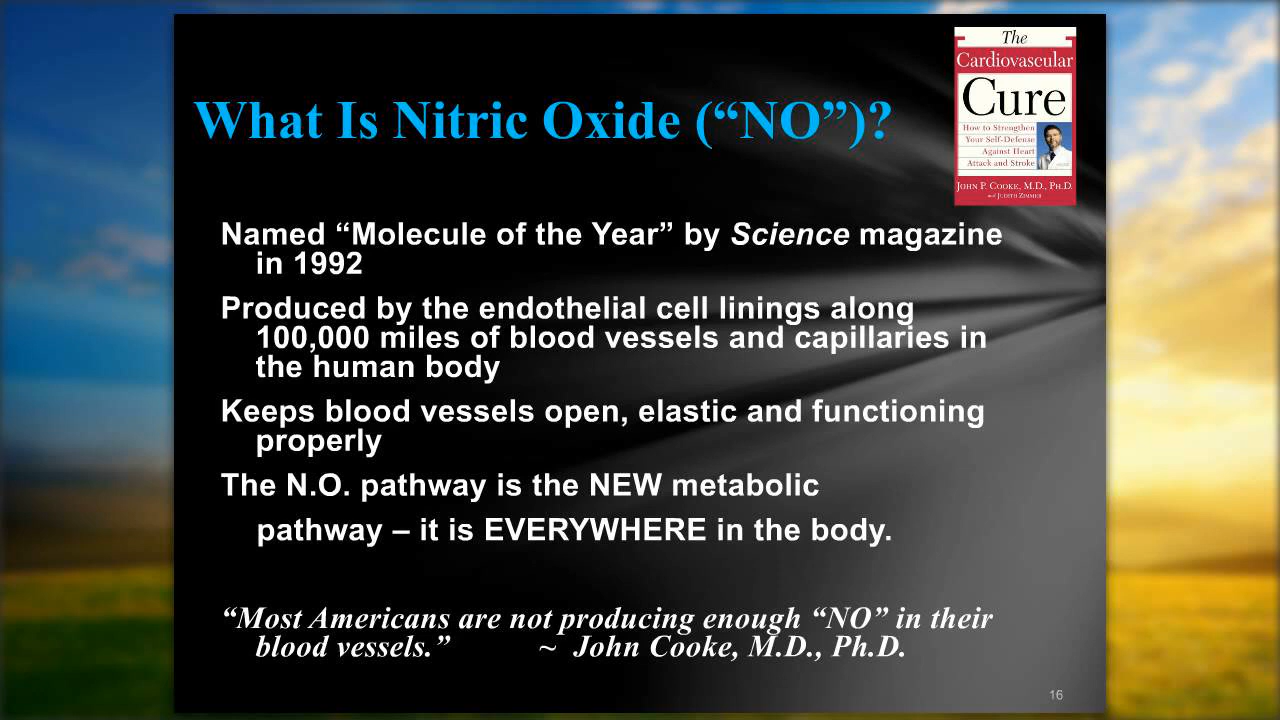 The
Cardiovascular
Cure
How to Strengthen
Your Self-Defense
Against Heart
Attack and Stroke
JOHN P. COOKE, M.D., PH.D.
and JUDITH ZIMMER
What Is Nitric Oxide (“NO”)?
Named “Molecule of the Year” by Science magazine
in 1992
Produced by the endothelial cell linings along
100,000 miles of blood vessels and capillaries in
the human body
Keeps blood vessels open, elastic and functioning
properly
The N.O. pathway is the NEW metabolic
pathway – it is EVERYWHERE in the body.
“Most Americans are not producing enough “NO” in their
blood vessels.” ~ John Cooke, M.D., Ph.D.
16